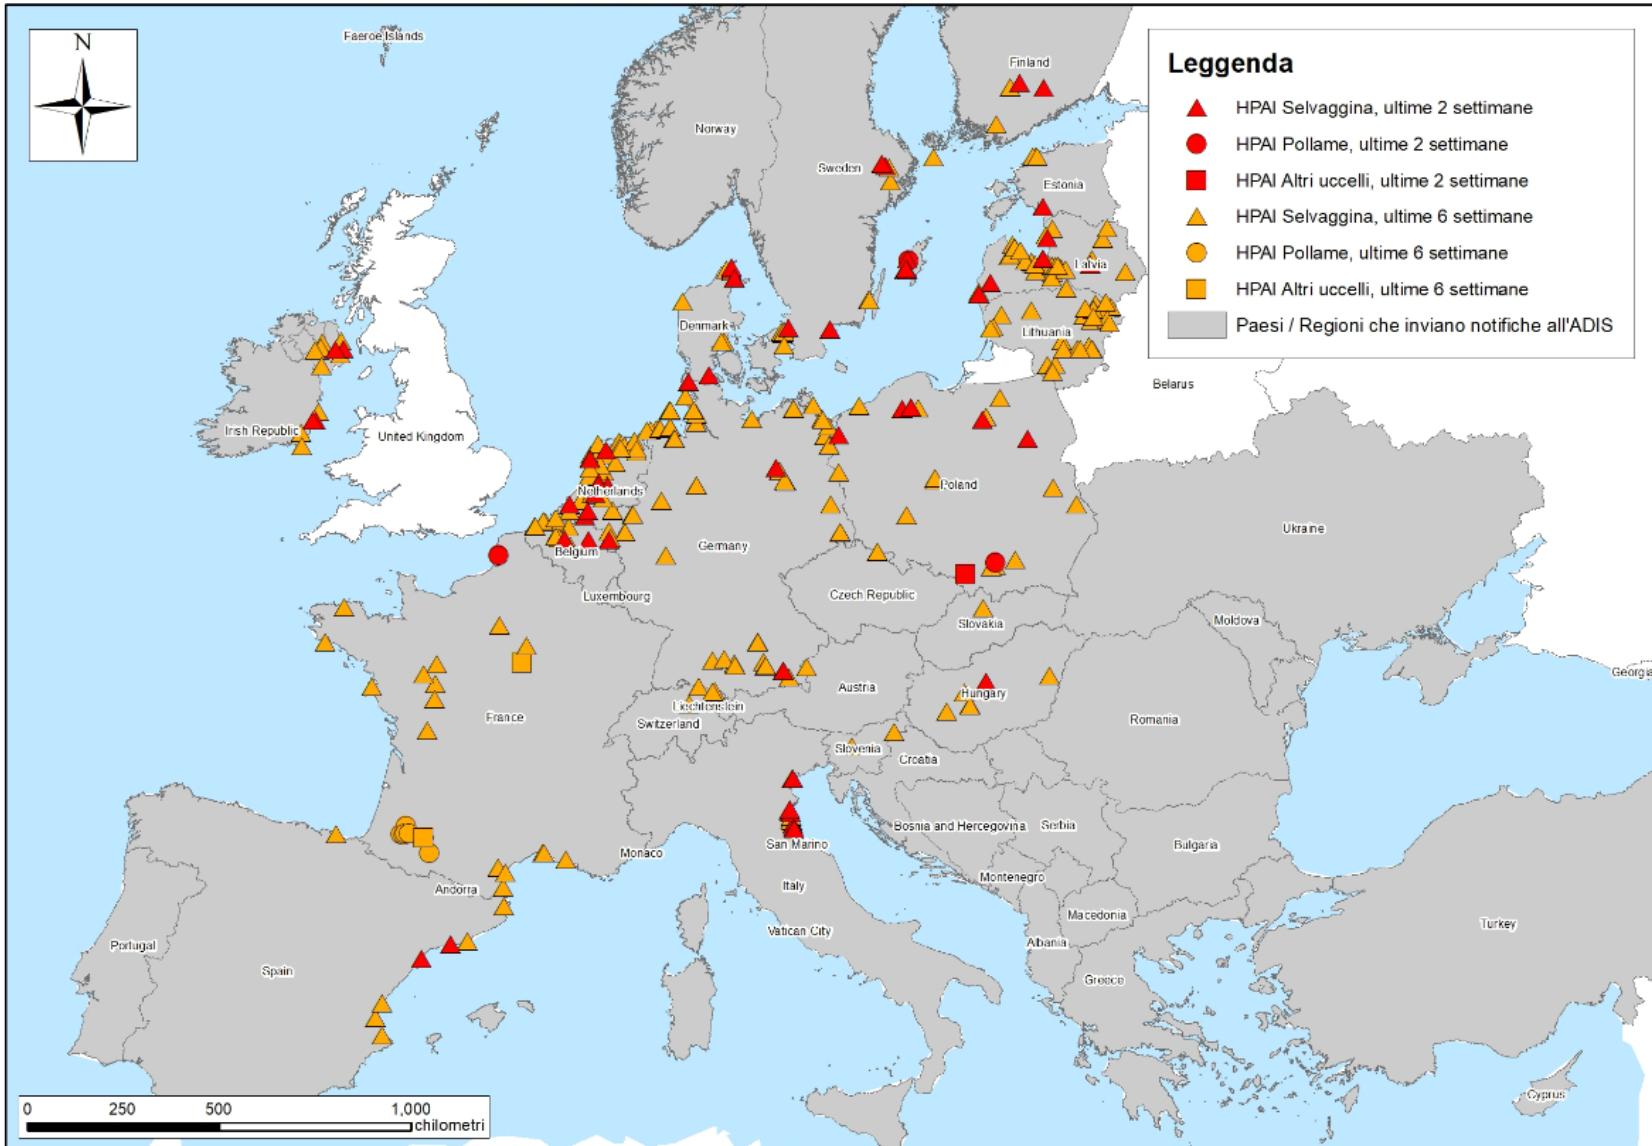 N
Faeroe Islands
Finland
Norway
Sweden
Estonia
Latvia
Denmark
Lithuania
Belarus
Irish Republic
United Kingdom
Netherlands
Poland
Belgium
Germany
Ukraine
Luxembourg
Czech Republic
Slovakia
Moldova
Georgia
Austria
Hungary
Liechtenstein
Switzerland
France
Romania
Slovenia
Croatia
Bosnia and Hercegovina
Serbia
San Marino
Monaco
Bulgaria
Montenegro
Andorra
Italy
Macedonia
Vatican City
Albania
Turkey
Portugal
Spain
Greece
Cyprus
Leggenda
HPAI Selvaggina, ultime 2 settimane
HPAI Pollame, ultime 2 settimane
HPAI Altri uccelli, ultime 2 settimane
HPAI Selvaggina, ultime 6 settimane
HPAI Pollame, ultime 6 settimane
HPAI Altri uccelli, ultime 6 settimane
Paesi / Regioni che inviano notifiche all'ADIS
0 250 500 1,000
chilometri